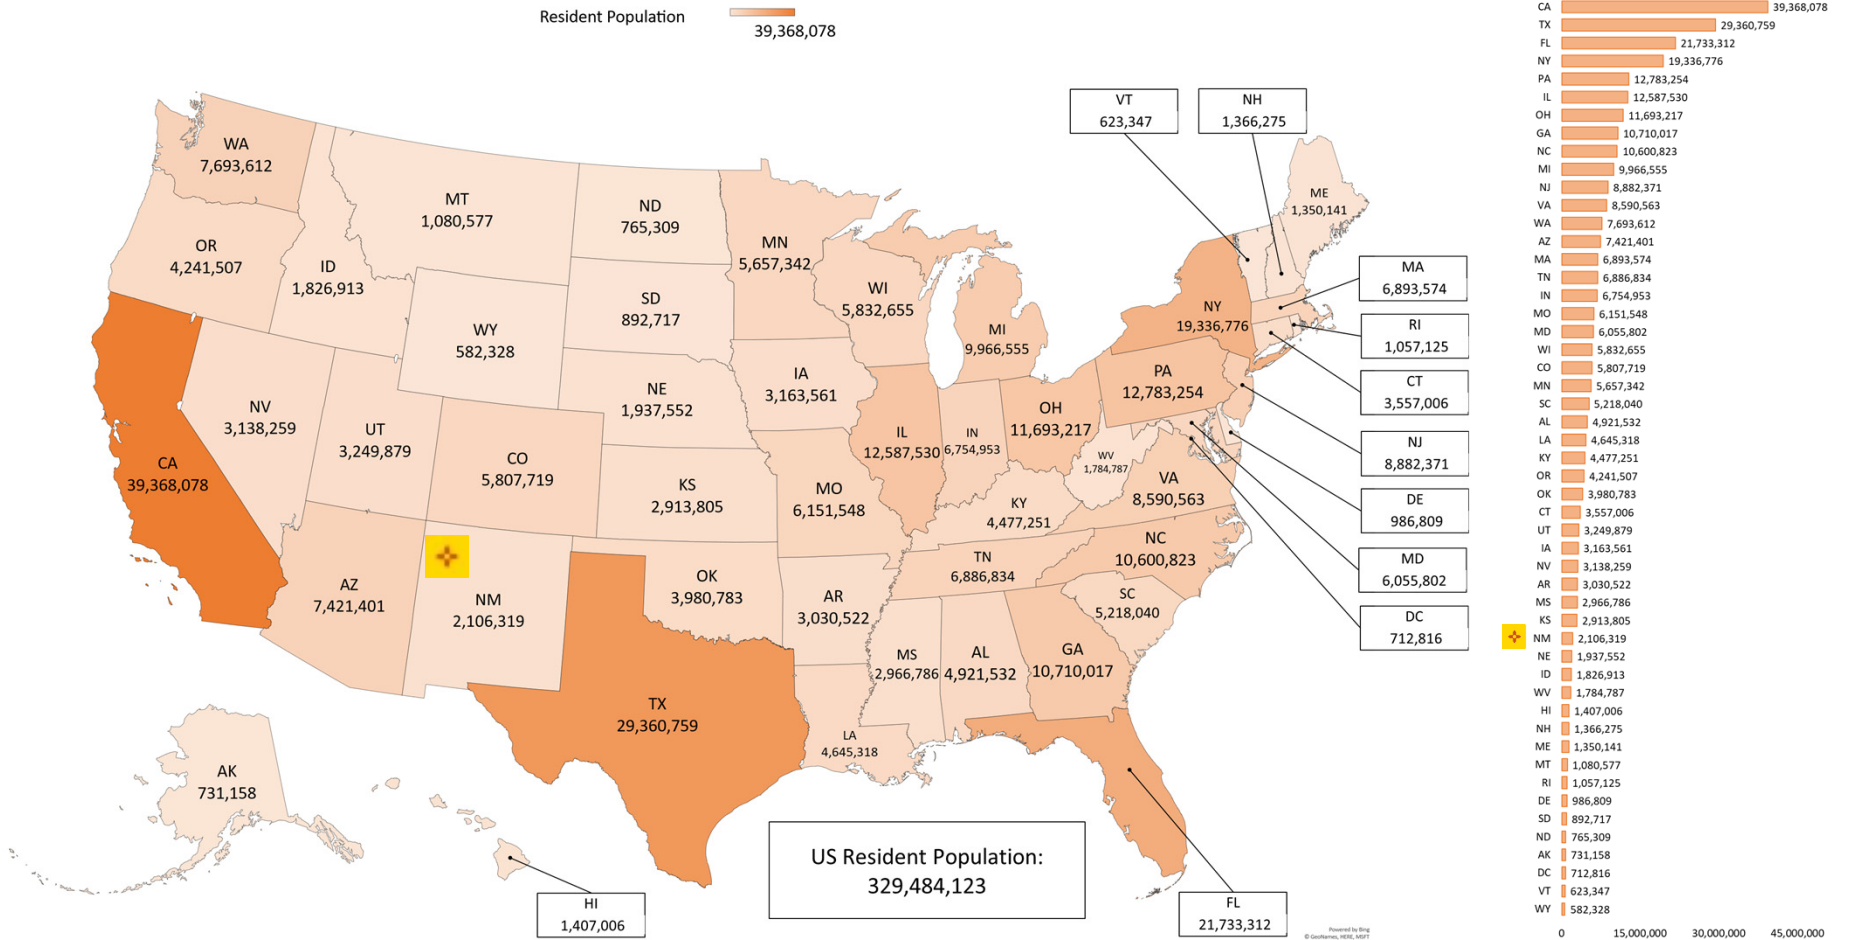 Resident Population
39,368,078
WA
7,693,612
OR
4,241,507
CA
39,368,078
NV
3,138,259
ID
1,826,913
MT
1,080,577
WY
582,328
UT
3,249,879
CO
5,807,719
AZ
7,421,401
NM
2,106,319
ND
765,309
SD
892,717
NE
1,937,552
KS
2,913,805
OK
3,980,783
TX
29,360,759
MN
5,657,342
IA
3,163,561
MO
6,151,548
AR
3,030,522
LA
4,645,318
WI
5,832,655
IL
12,587,530
MI
9,966,555
IN
6,754,953
OH
11,693,217
KY
4,477,251
TN
6,886,834
MS
2,966,786
AL
4,921,532
GA
10,710,017
SC
5,218,040
NC
10,600,823
VA
8,590,563
WV
1,784,787
PA
12,783,254
NY
19,336,776
ME
1,350,141
VT
623,347
NH
1,366,275
MA
6,893,574
RI
1,057,125
CT
3,557,006
NJ
8,882,371
DE
986,809
MD
6,055,802
DC
712,816
FL
21,733,312
AK
731,158
HI
1,407,006
US Resident Population:
329,484,123
Powered by Bing
© GeoNames, HERE, MSFT
CA 39,368,078
TX 29,360,759
FL 21,733,312
NY 19,336,776
PA 12,783,254
IL 12,587,530
OH 11,693,217
GA 10,710,017
NC 10,600,823
MI 9,966,555
NJ 8,882,371
VA 8,590,563
WA 7,693,612
AZ 7,421,401
MA 6,893,574
TN 6,886,834
IN 6,754,953
MO 6,151,548
MD 6,055,802
WI 5,832,655
CO 5,807,719
MN 5,657,342
SC 5,218,040
AL 4,921,532
LA 4,645,318
KY 4,477,251
OR 4,241,507
OK 3,980,783
CT 3,557,006
UT 3,249,879
IA 3,163,561
NV 3,138,259
AR 3,030,522
MS 2,966,786
KS 2,913,805
NM 2,106,319
NE 1,937,552
ID 1,826,913
WV 1,784,787
HI 1,407,006
NH 1,366,275
ME 1,350,141
MT 1,080,577
RI 1,057,125
DE 986,809
SD 892,717
ND 765,309
AK 731,158
DC 712,816
VT 623,347
WY 582,328
0 15,000,000 30,000,000 45,000,000